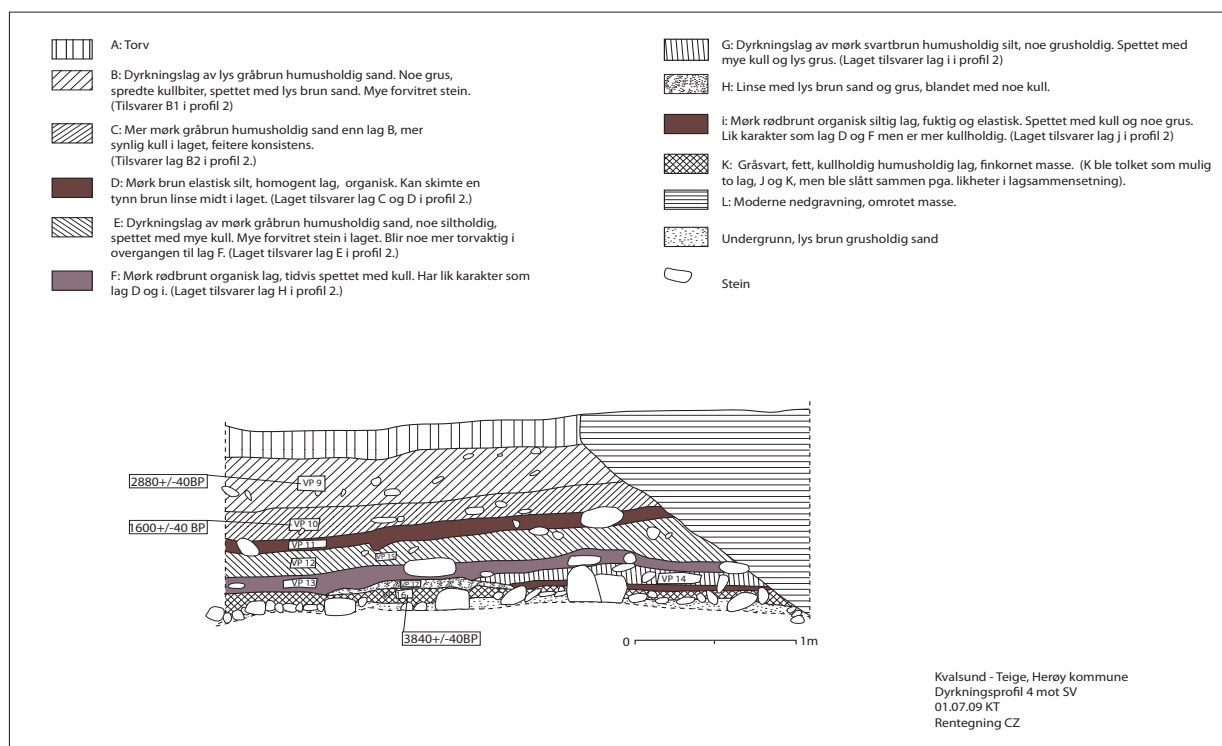 A: Torv
B: Dyrkningslag av lys gråbrun humusholdig sand. Noe grus,
spredte kullbiter, spettet med lys brun sand. Mye forvitret stein.
(Tilsvarer B1 i profil 2)
C: Mer mørk gråbrun humusholdig sand enn lag B, mer
synlig kull i laget, feitere konsistens.
(Tilsvarer lag B2 i profil 2.)
D: Mørk brun elastisk silt, homogent lag, organisk. Kan skimte en
tynn brun linse midt i laget. (Laget tilsvarer lag C og D i profil 2.)
E: Dyrkningslag av mørk gråbrun humusholdig sand, noe siltholdig,
spettet med mye kull. Mye forvitret stein i laget. Blir noe mer torvaktig i
overgangen til lag F. (Laget tilsvarer lag E i profil 2.)
F: Mørk rødbrunt organisk lag, tidvis spettet med kull. Har lik karakter som
lag D og i. (Laget tilsvarer lag H i profil 2.)
G: Dyrkningslag av mørk svartbrun humusholdig silt, noe grusholdig. Spettet med
mye kull og lys grus. (Laget tilsvarer lag i i profil 2)
H: Linse med lys brun sand og grus, blandet med noe kull.
i: Mørk rødbrunt organisk siltig lag, fuktig og elastisk. Spettet med kull og noe grus.
Lik karakter som lag D og F men er mer kullholdig. (Laget tilsvarer lag j i profil 2)
K: Gråsvart, fett, kullholdig humusholdig lag, finkornet masse. (K ble tolket som mulig
to lag, J og K, men ble slått sammen pga. likheter i lagsammensetning).
L: Moderne nedgravning, omrotet masse.
Undergrunn, lys brun grusholdig sand
Stein
2880+/-40BP
VP 9
1600+/-40 BP
VP 10
VP 11
VP 15
VP 12
VP 13
VP 17
VP 14
3840+/-40BP
0
1m
Kvalsund - Teige, Herøy kommune
Dyrkningsprofil 4 mot SV
01.07.09 KT
Rentegning CZ